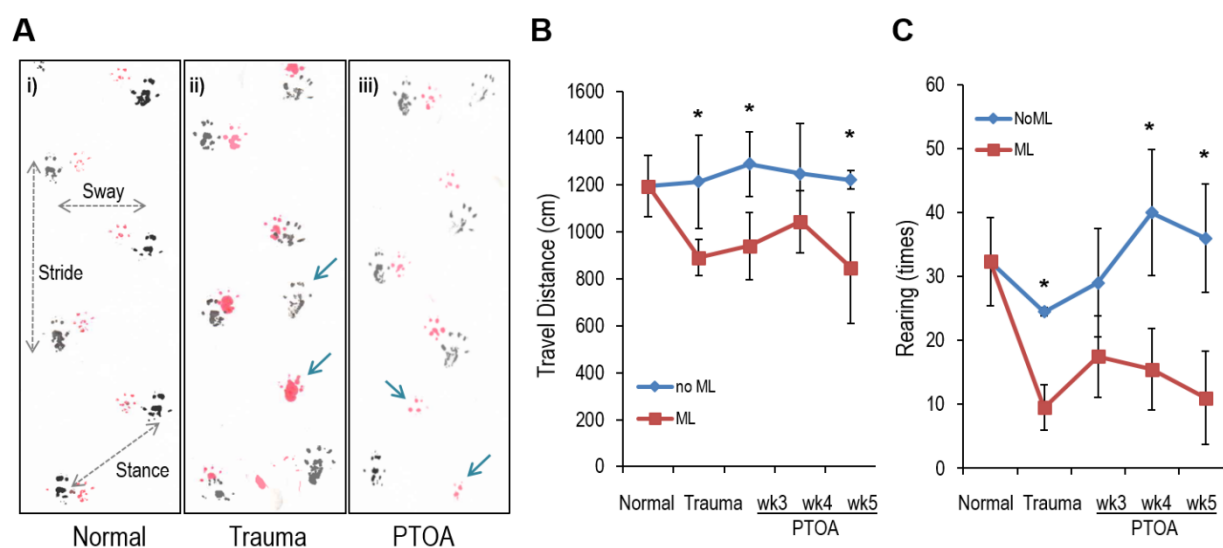 A
i)
ii)
iii)
Sway
Stride
Stance
Normal
Trauma
PTOA
B
1600
1400
1200
1000
800
600
400
200
0
Travel Distance (cm)
*
*
*
no ML
ML
Normal
Trauma
wk3
wk4
wk5
PTOA
C
60
50
40
30
20
10
0
Rearing (times)
NoML
ML
*
*
*
Normal
Trauma
wk3
wk4
wk5
PTOA